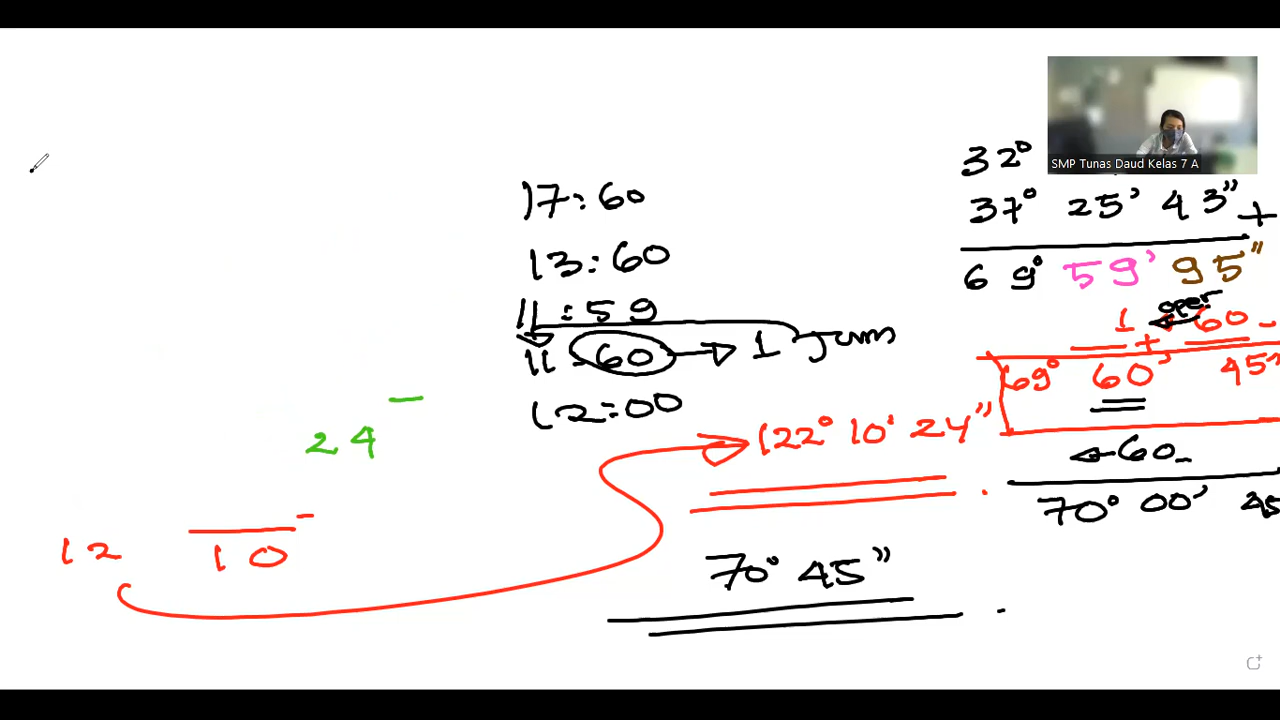 SMP Tunas Daud Kelas 7 A
32°
37° 25' 43" +
69° 59' 95"
oper
1 60 -
+
69° 60' 45
60 -
70° 00' 45
17:60
13:60
11:59
11 - 60 → 1 Jam
12:00
122° 10' 24"
70° 45"
24 -
12 10 -